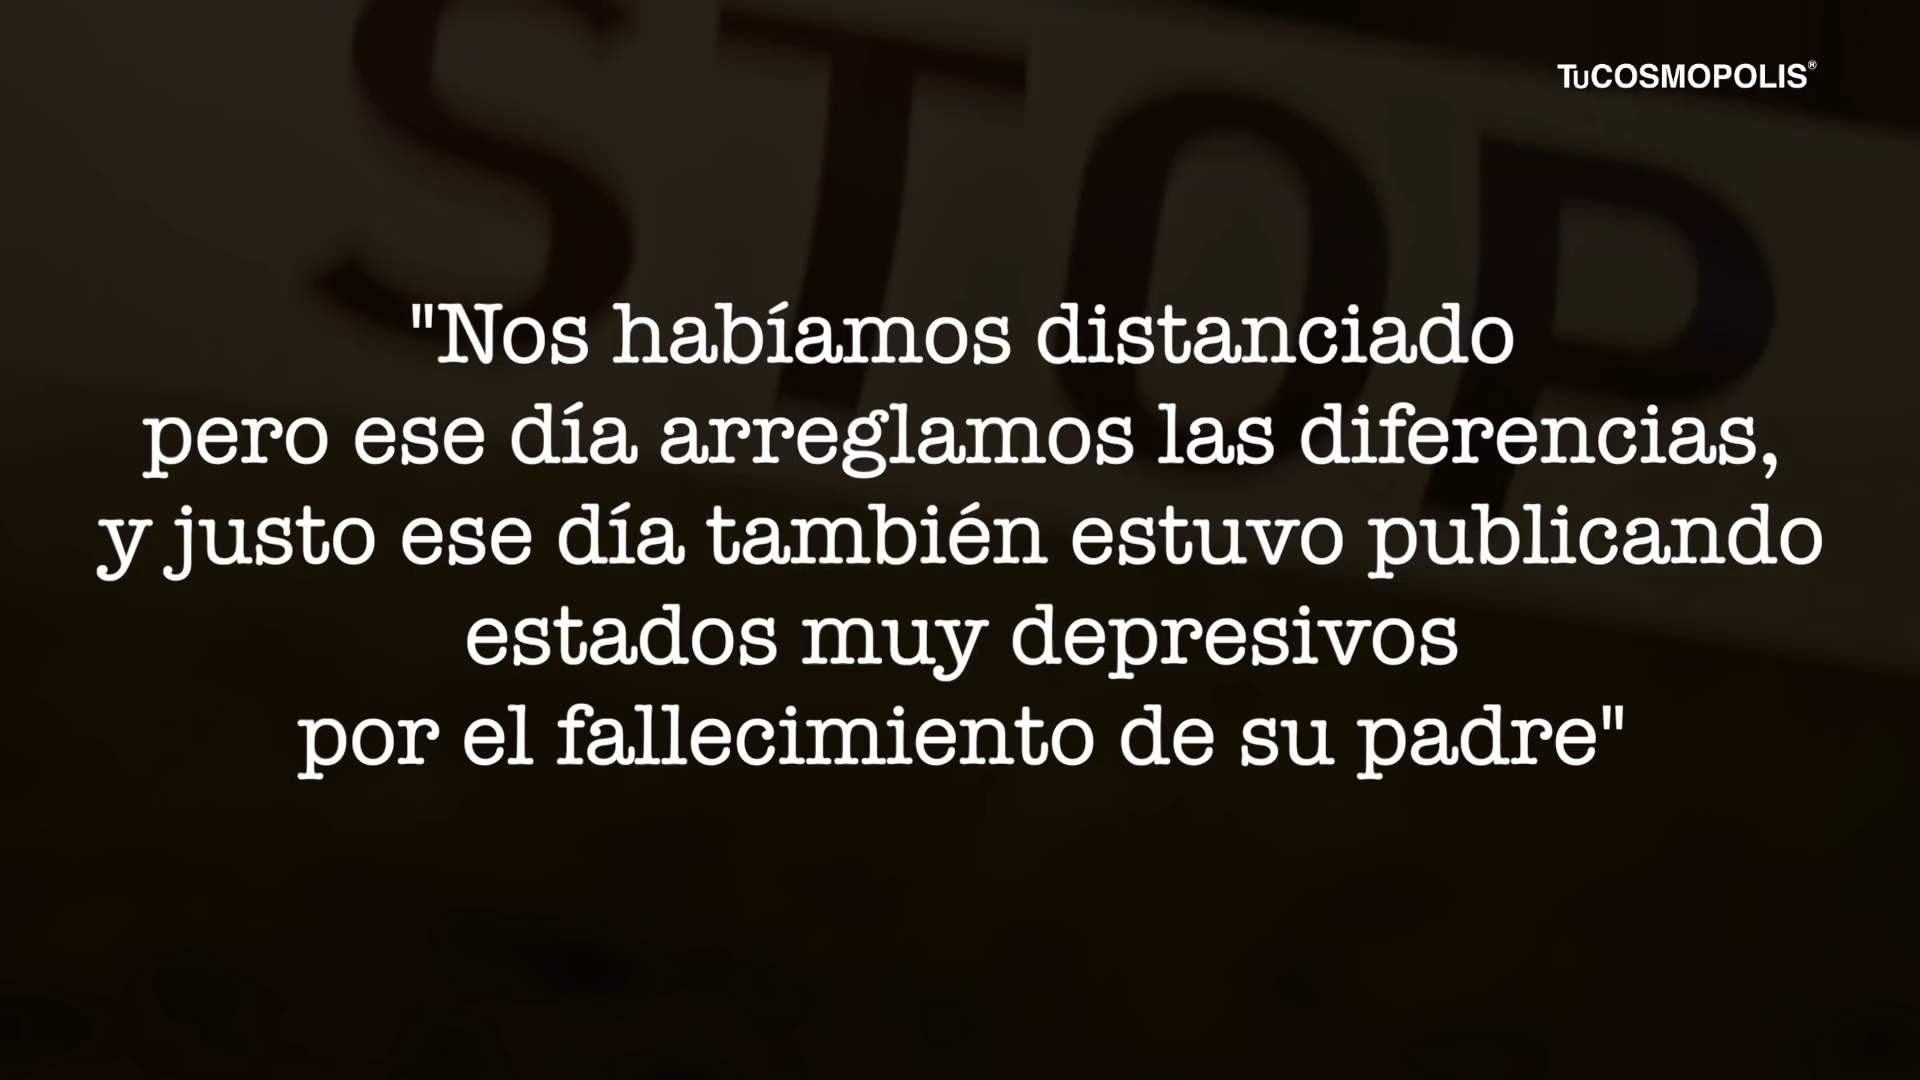 TuCOSMOPOLIS®
STOP
"Nos habíamos distanciado
pero ese día arreglamos las diferencias,
y justo ese día también estuvo publicando
estados muy depresivos
por el fallecimiento de su padre"